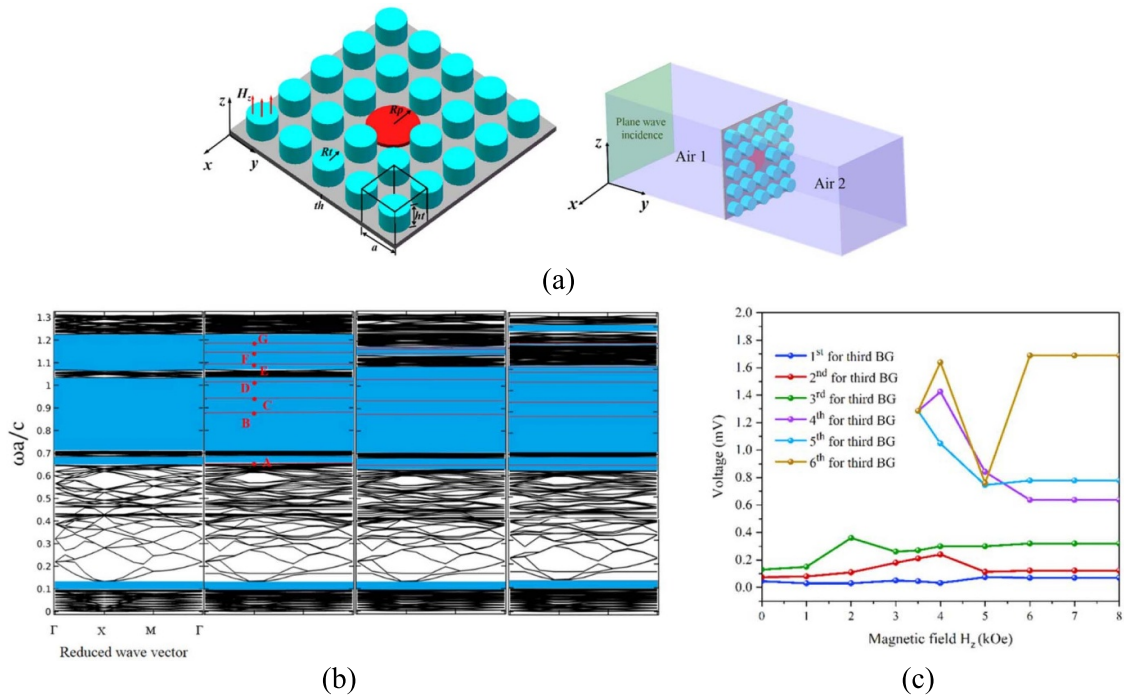 H_z
z
x
y
Rp
Rt
th
ht
a
Plane wave
incidence
z
x
y
Air 1
Air 2
(a)
ωa/c
1.3
1.2
1.1
1
0.9
0.8
0.7
0.6
0.5
0.4
0.3
0.2
0.1
0
G
F
E
D
C
B
A
Γ X M Γ
Reduced wave vector
(b)
Voltage (mV)
2.0
1.8
1.6
1.4
1.2
1.0
0.8
0.6
0.4
0.2
0.0
1st for third BG
2nd for third BG
3rd for third BG
4th for third BG
5th for third BG
6th for third BG
0 1 2 3 4 5 6 7 8
Magnetic field H_z (kOe)
(c)